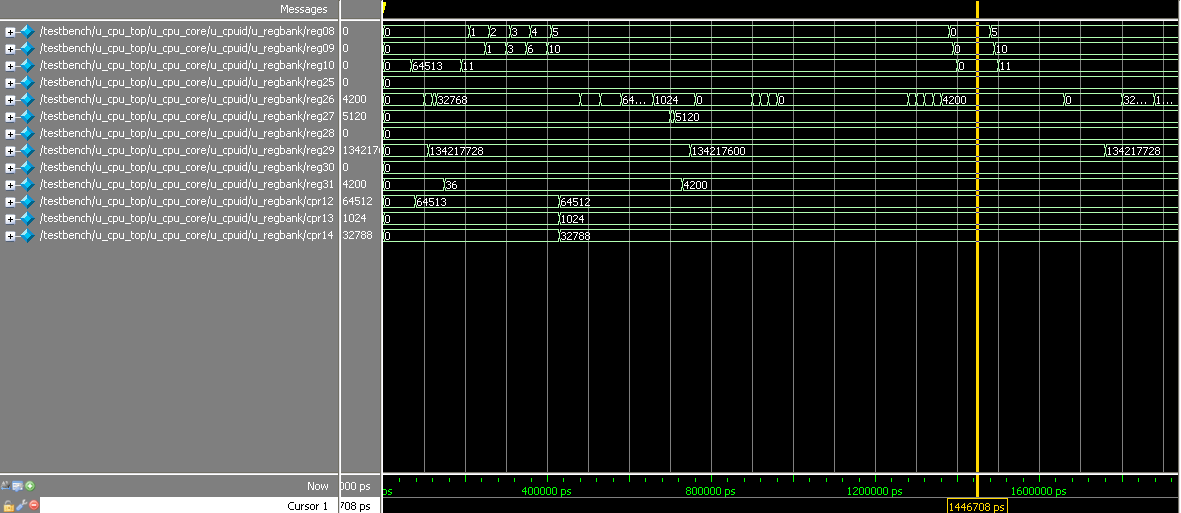 Messages
/testbench/u_cpu_top/u_cpu_core/u_cpuid/u_regbank/reg08 0 0 1 2 3 4 5 0 5
/testbench/u_cpu_top/u_cpu_core/u_cpuid/u_regbank/reg09 0 0 1 3 6 10 0 10
/testbench/u_cpu_top/u_cpu_core/u_cpuid/u_regbank/reg10 0 0 64513 11 0 11
/testbench/u_cpu_top/u_cpu_core/u_cpuid/u_regbank/reg25 0 0
/testbench/u_cpu_top/u_cpu_core/u_cpuid/u_regbank/reg26 4200 0 32768 64... 1024 0 0 4200 0 32... 1...
/testbench/u_cpu_top/u_cpu_core/u_cpuid/u_regbank/reg27 5120 0 5120
/testbench/u_cpu_top/u_cpu_core/u_cpuid/u_regbank/reg28 0 0
/testbench/u_cpu_top/u_cpu_core/u_cpuid/u_regbank/reg29 134217 0 134217728 134217600 134217728
/testbench/u_cpu_top/u_cpu_core/u_cpuid/u_regbank/reg30 0 0
/testbench/u_cpu_top/u_cpu_core/u_cpuid/u_regbank/reg31 4200 0 36 4200
/testbench/u_cpu_top/u_cpu_core/u_cpuid/u_regbank/cpr12 64512 0 64513 64512
/testbench/u_cpu_top/u_cpu_core/u_cpuid/u_regbank/cpr13 1024 0 1024
/testbench/u_cpu_top/u_cpu_core/u_cpuid/u_regbank/cpr14 32788 0 32788
Now 000 ps ps 400000 ps 800000 ps 1200000 ps 1600000 ps
Cursor 1 708 ps 1446708 ps